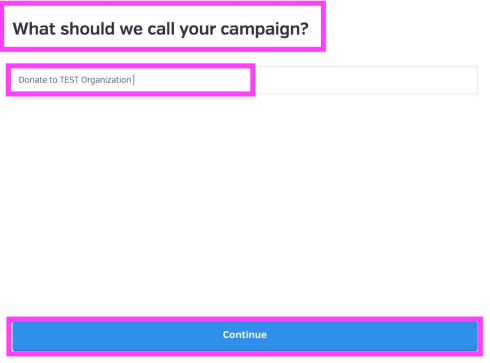 What should we call your campaign?
Donate to TEST Organization
Continue